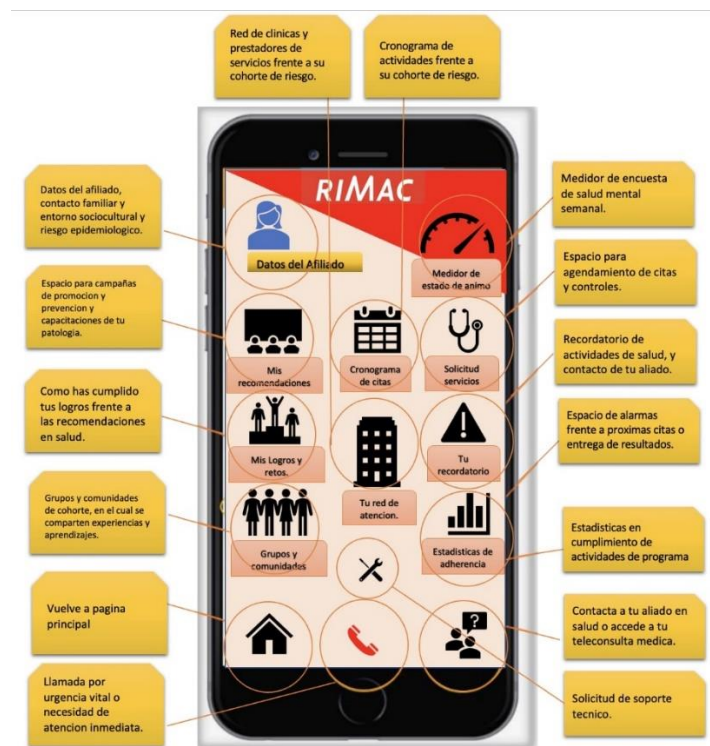 Red de clinicas y
prestadores de
servicios frente a su
cohorte de riesgo.
Cronograma de
actividades frente a
su cohorte de riesgo.
Datos del afiliado,
contacto familiar y
entorno sociocultural y
riesgo epidemiologico.
Espacio para campañas
de promocion y
prevencion y
capacitaciones de tu
patologia.
Como has cumplido
tus logros frente a
las recomendaciones
en salud.
Grupos y comunidades
de cohorte, en el cual se
comparten experiencias y
aprendizajes.
Vuelve a pagina
principal
Llamada por
urgencia vital o
necesidad de
atencion inmediata.
RIMAC
Datos del Afiliado
Medidor de
estado de animo
Mis
recomendaciones
Cronograma
de citas
Solicitud
servicios
Mis Logros y
retos.
Tu red de
atencion.
Tu
recordatorio
Grupos y
comunidades
Estadisticas de
adherencia
?
Medidor de encuesta
de salud mental
semanal.
Espacio para
agendamiento de citas
y controles.
Recordatorio de
actividades de salud, y
contacto de tu aliado.
Espacio de alarmas
frente a proximas citas o
entrega de resultados.
Estadisticas en
cumplimiento de
actividades de programa
Contacta a tu aliado en
salud o accede a tu
teleconsulta medica.
Solicitud de soporte
tecnico.